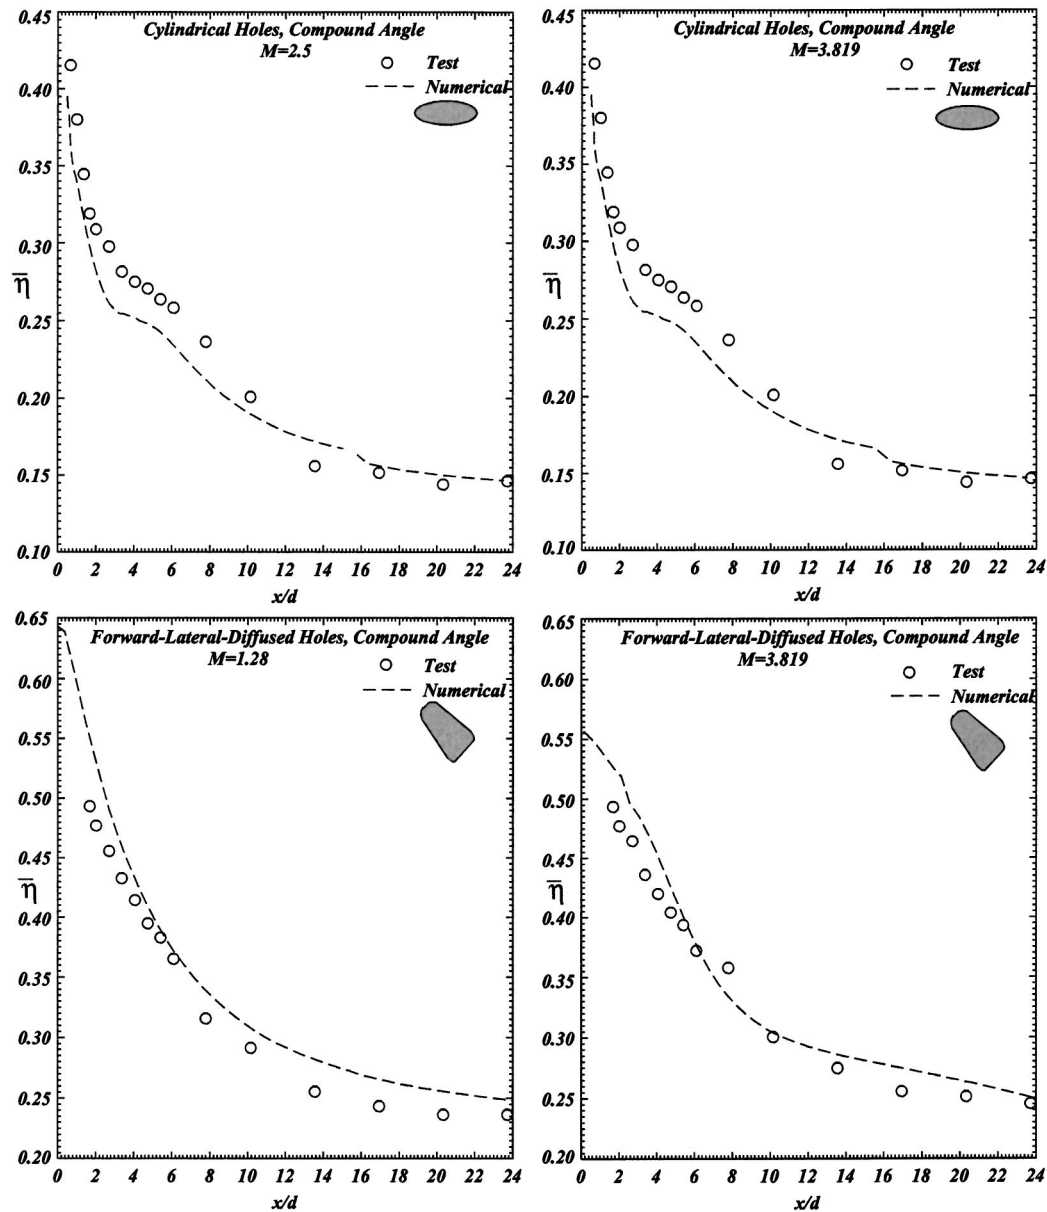 Cylindrical Holes, Compound Angle
M=2.5
Test
Numerical
η̅
0.45
0.40
0.35
0.30
0.25
0.20
0.15
0.10
0 2 4 6 8 10 12 14 16 18 20 22 24
x/d
Cylindrical Holes, Compound Angle
M=3.819
Test
Numerical
η̅
0.45
0.40
0.35
0.30
0.25
0.20
0.15
0.10
0 2 4 6 8 10 12 14 16 18 20 22 24
x/d
Forward-Lateral-Diffused Holes, Compound Angle
M=1.28
Test
Numerical
η̅
0.65
0.60
0.55
0.50
0.45
0.40
0.35
0.30
0.25
0.20
0 2 4 6 8 10 12 14 16 18 20 22 24
x/d
Forward-Lateral-Diffused Holes, Compound Angle
M=3.819
Test
Numerical
η̅
0.65
0.60
0.55
0.50
0.45
0.40
0.35
0.30
0.25
0.20
0 2 4 6 8 10 12 14 16 18 20 22 24
x/d